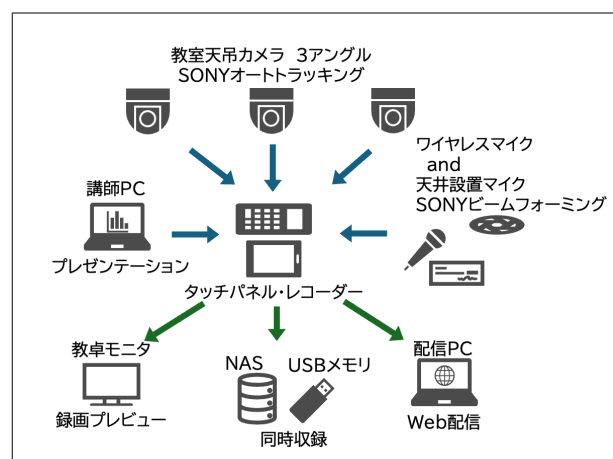 教室天吊カメラ 3アングル
SONYオートトラッキング
ワイヤレスマイク
and
天井設置マイク
SONYビームフォーミング
講師PC
プレゼンテーション
タッチパネル・レコーダー
教卓モニタ
録画プレビュー
NAS
USBメモリ
同時収録
配信PC
Web配信